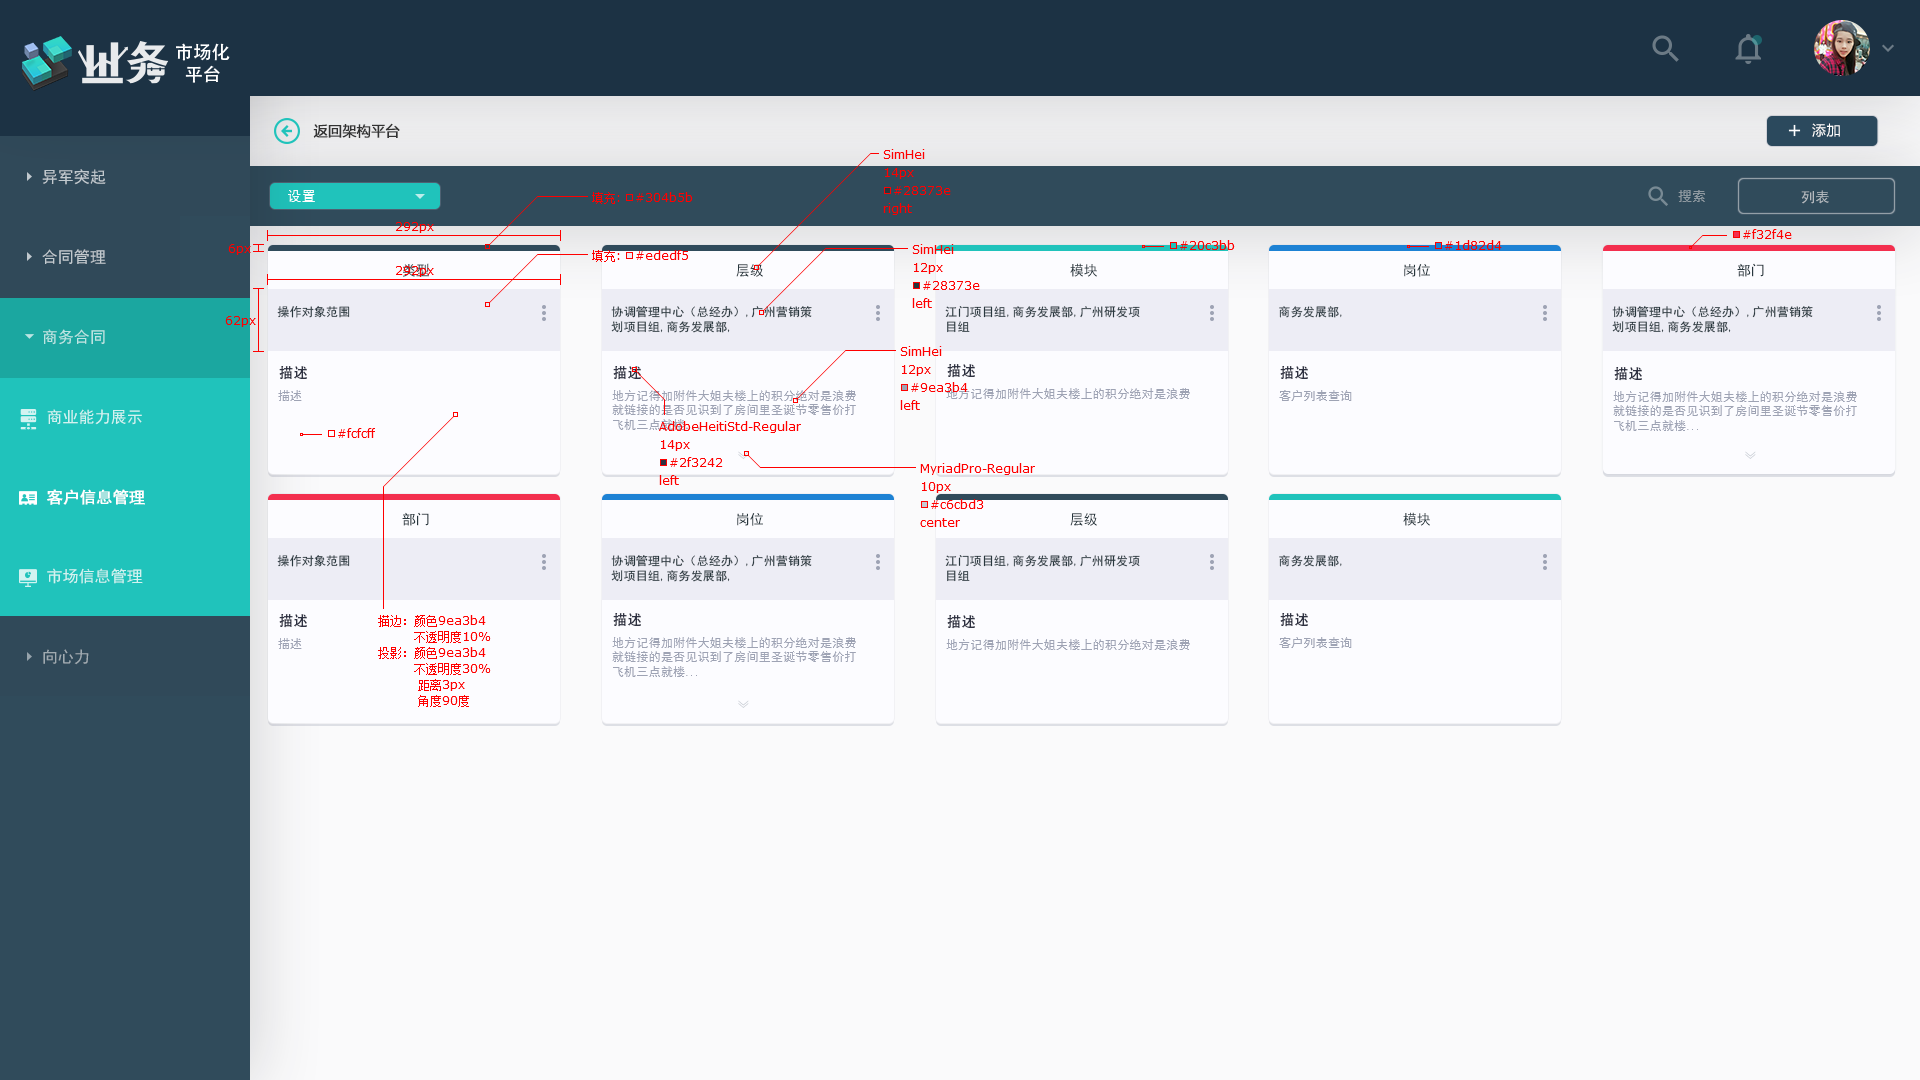 业务 市场化
平台
异军突起
合同管理
商务合同
商业能力展示
客户信息管理
市场信息管理
向心力
返回架构平台
+ 添加
设置
搜索
列表
SimHei
14px
#28373c
right
292px
6px
#20c3bb
#1d82d4
#f32f4e
类型
292px
填充: #ededf5
62px
操作对象范围
描述
描述
#fcfcff
层级
SimHei
12px
#28373e
left
协调管理中心（总经办）, 广州营销策
划项目组, 商务发展部,
描述
地方记得加附件大姐夫楼上的积分绝对是浪费
就链接的是否见识到了房间里圣诞节零售价打
飞机三点就楼...
SimHei
12px
#9ea3b4
left
AdobeHeitiStd-Regular
14px
#2f3242
left
MyriadPro-Regular
10px
#c6cbd3
center
模块
江门项目组, 商务发展部, 广州研发项
目组
描述
地方记得加附件大姐夫楼上的积分绝对是浪费
岗位
商务发展部,
描述
客户列表查询
部门
协调管理中心（总经办）, 广州营销策
划项目组, 商务发展部,
描述
地方记得加附件大姐夫楼上的积分绝对是浪费
就链接的是否见识到了房间里圣诞节零售价打
飞机三点就楼...
部门
操作对象范围
描述
描述
描边: 颜色9ea3b4
不透明度10%
投影: 颜色9ea3b4
不透明度30%
距离3px
角度90度
岗位
协调管理中心（总经办）, 广州营销策
划项目组, 商务发展部,
描述
地方记得加附件大姐夫楼上的积分绝对是浪费
就链接的是否见识到了房间里圣诞节零售价打
飞机三点就楼...
层级
江门项目组, 商务发展部, 广州研发项
目组
描述
地方记得加附件大姐夫楼上的积分绝对是浪费
模块
商务发展部,
描述
客户列表查询